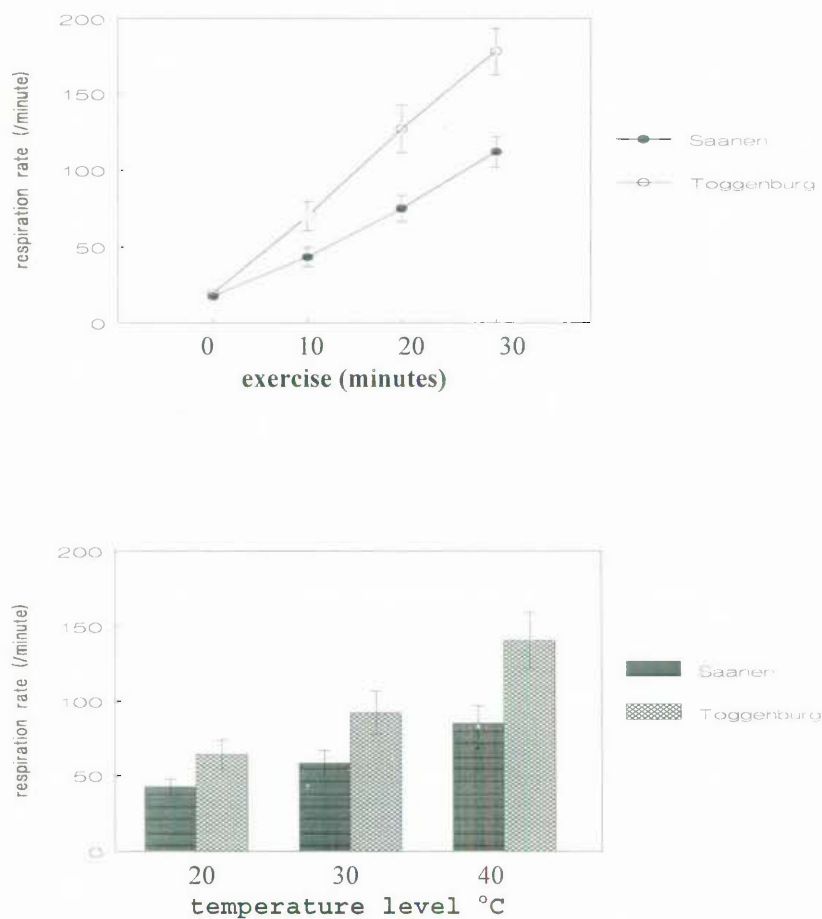 200
150
100
50
0
respiration rate (/minute)
Saanen
Toggenburg
0 10 20 30
exercise (minutes)
200
150
100
50
0
respiration rate (/minute)
Saanen
Toggenburg
20 30 40
temperature level °C